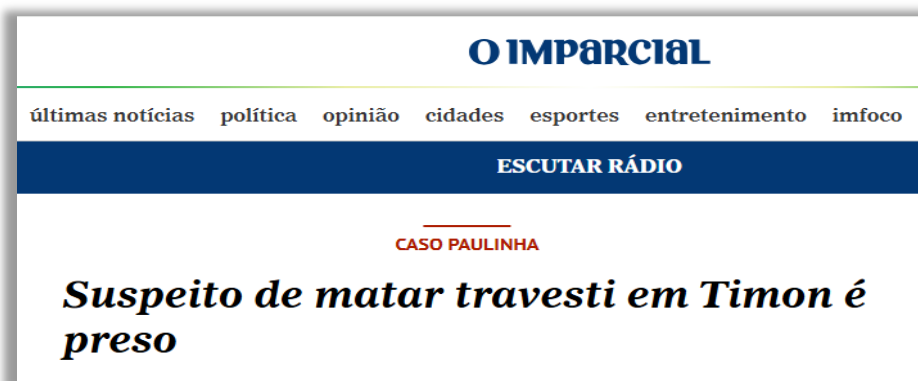 O IMPARCIAL
últimas notícias política opinião cidades esportes entretenimento imfoco
ESCUTAR RÁDIO
CASO PAULINHA
Suspeito de matar travesti em Timon é
preso